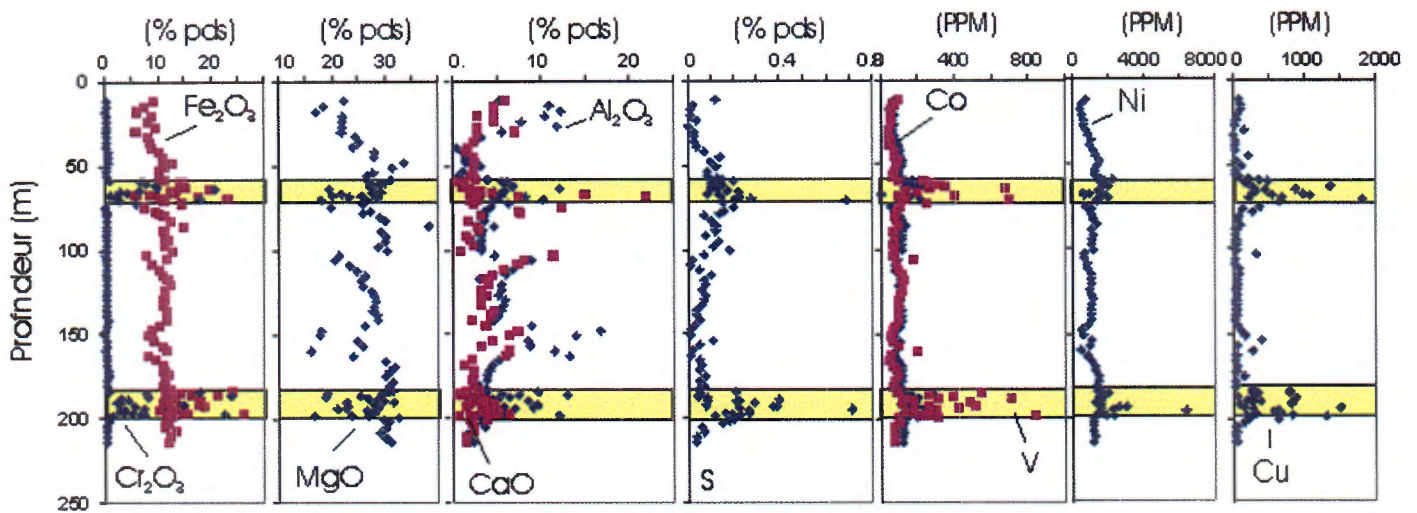 (% pds) (% pds) (% pds) (% pds) (PPM) (PPM) (PPM)
0 10 20 10 20 30 0. 10 20 0 0.4 0.8 400 800 0 4000 8000 0 1000 2000
0
50
100
150
200
250
Profndeur (m)
Fe₂O₃ Al₂O₃ Co Ni
Cr₂O₃ MgO CaO S V Cu